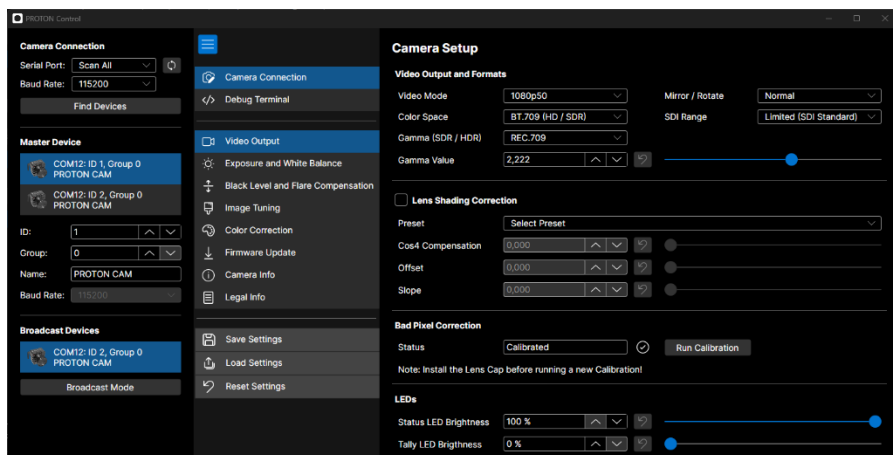 PROTON Control
Camera Connection
Serial Port: Scan All
Baud Rate: 115200
Find Devices
Master Device
COM12: ID 1, Group 0
PROTON CAM
COM12: ID 2, Group 0
PROTON CAM
ID: 1
Group: 0
Name: PROTON CAM
Baud Rate: 115200
Broadcast Devices
COM12: ID 2, Group 0
PROTON CAM
Broadcast Mode
Camera Connection
Debug Terminal
Video Output
Exposure and White Balance
Black Level and Flare Compensation
Image Tuning
Color Correction
Firmware Update
Camera Info
Legal Info
Save Settings
Load Settings
Reset Settings
Camera Setup
Video Output and Formats
Video Mode 1080p50 Mirror / Rotate Normal
Color Space BT.709 (HD / SDR) SDI Range Limited (SDI Standard)
Gamma (SDR / HDR) REC.709
Gamma Value 2,222
Lens Shading Correction
Preset Select Preset
Cos4 Compensation 0,000
Offset 0,000
Slope 0,000
Bad Pixel Correction
Status Calibrated Run Calibration
Note: Install the Lens Cap before running a new Calibration!
LEDs
Status LED Brightness 100 %
Tally LED Brigthness 0 %